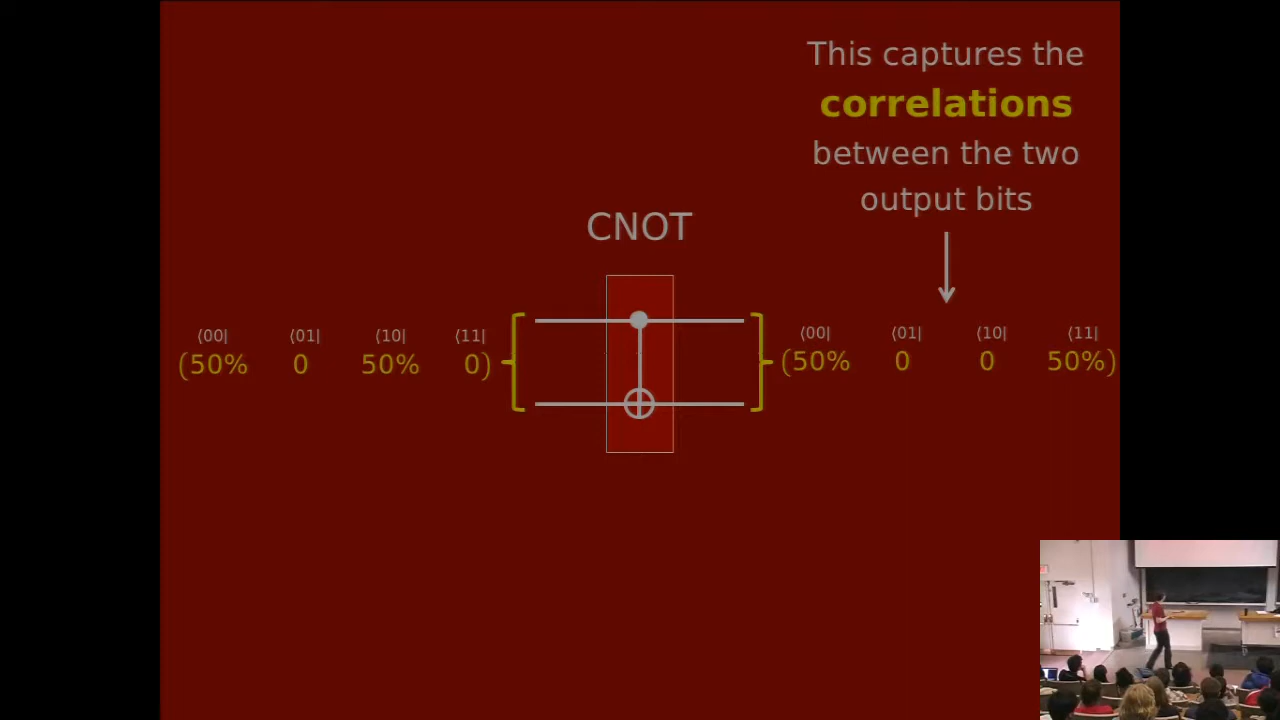 This captures the
correlations
between the two
output bits
CNOT
⟨00| ⟨01| ⟨10| ⟨11|
(50% 0 50% 0)
⟨00| ⟨01| ⟨10| ⟨11|
(50% 0 0 50%)